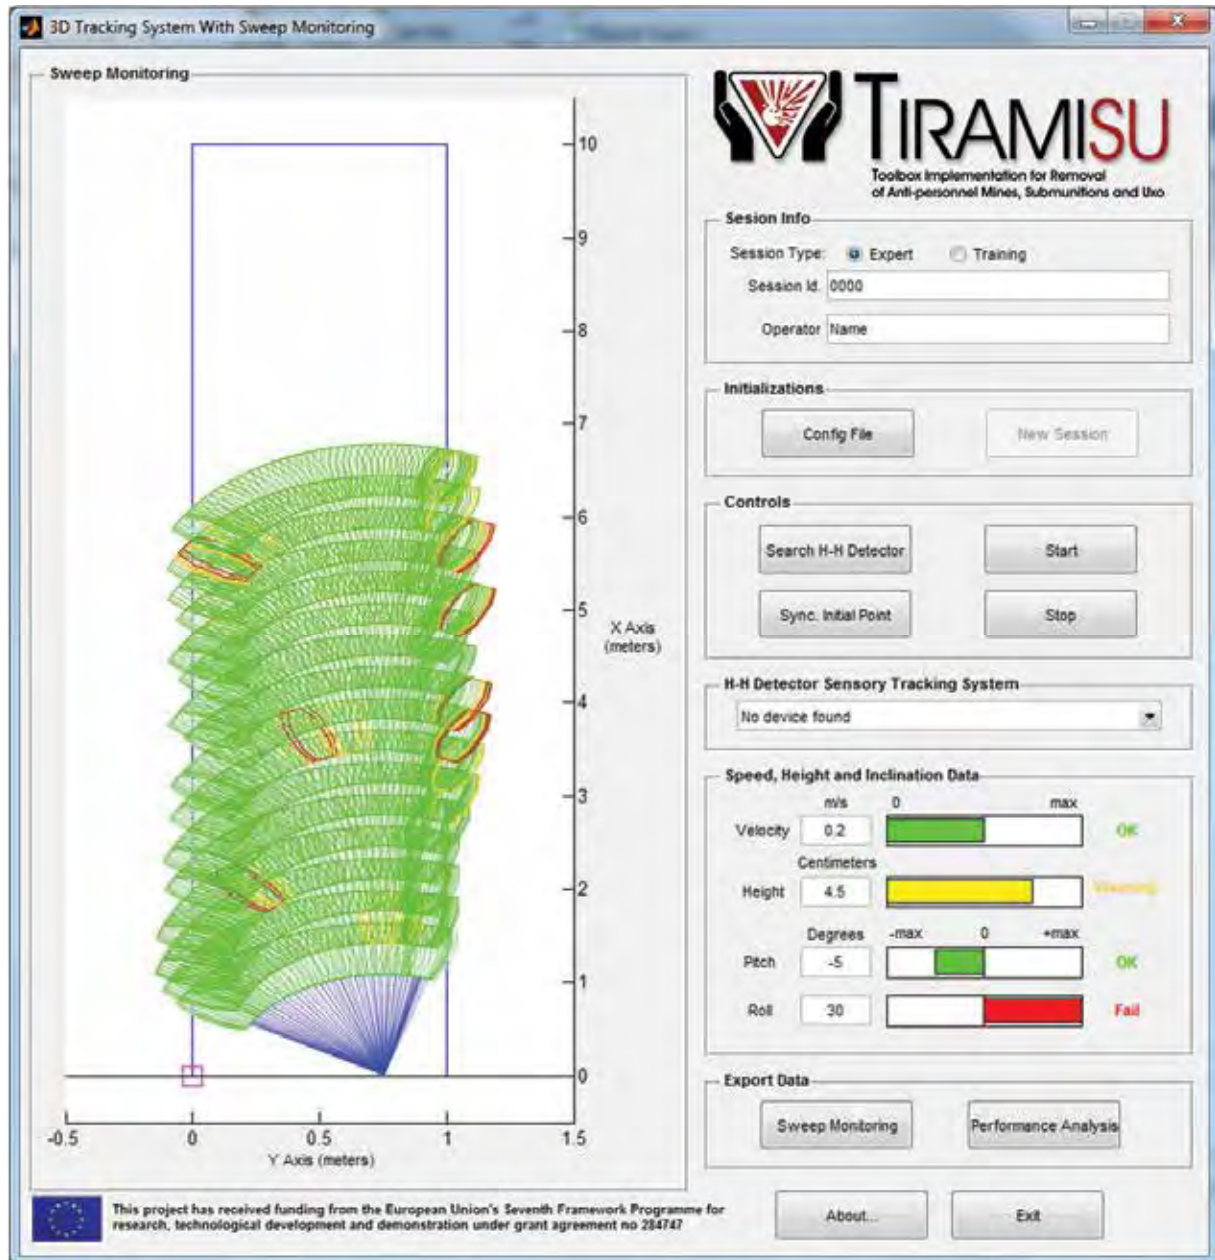 3D Tracking System With Sweep Monitoring
Sweep Monitoring
10
9
8
7
6
5
4
3
2
1
0
X Axis
(meters)
-0.5
0
0.5
1
1.5
Y Axis (meters)
TIRAMISU
Toolbox Implementation for Removal
of Anti-personnel Mines, Submunitions and Uxo
Sesion Info
Session Type:
Expert
Training
Session Id.
0000
Operator
Name
Initializations
Config File
New Session
Controls
Search H-H Detector
Start
Sync. Initial Point
Stop
H-H Detector Sensory Tracking System
No device found
Speed, Height and Inclination Data
m/s
0
max
Velocity
0.2
OK
Centimeters
Height
4.5
Warning
Degrees
-max
0
+max
Pitch
-5
OK
Roll
30
Fail
Export Data
Sweep Monitoring
Performance Analysis
This project has received funding from the European Union's Seventh Framework Programme for
research, technological development and demonstration under grant agreement no 284747
About...
Exit